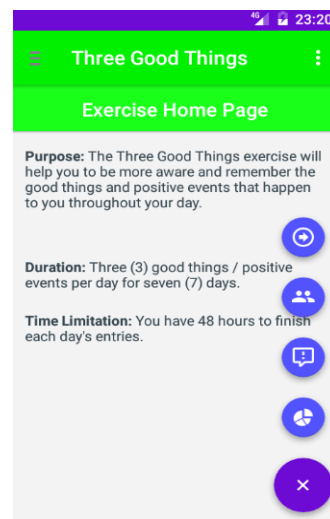 4G 23:20
Three Good Things
Exercise Home Page
Purpose: The Three Good Things exercise will
help you to be more aware and remember the
good things and positive events that happen
to you throughout your day.
Duration: Three (3) good things / positive
events per day for seven (7) days.
Time Limitation: You have 48 hours to finish
each day's entries.